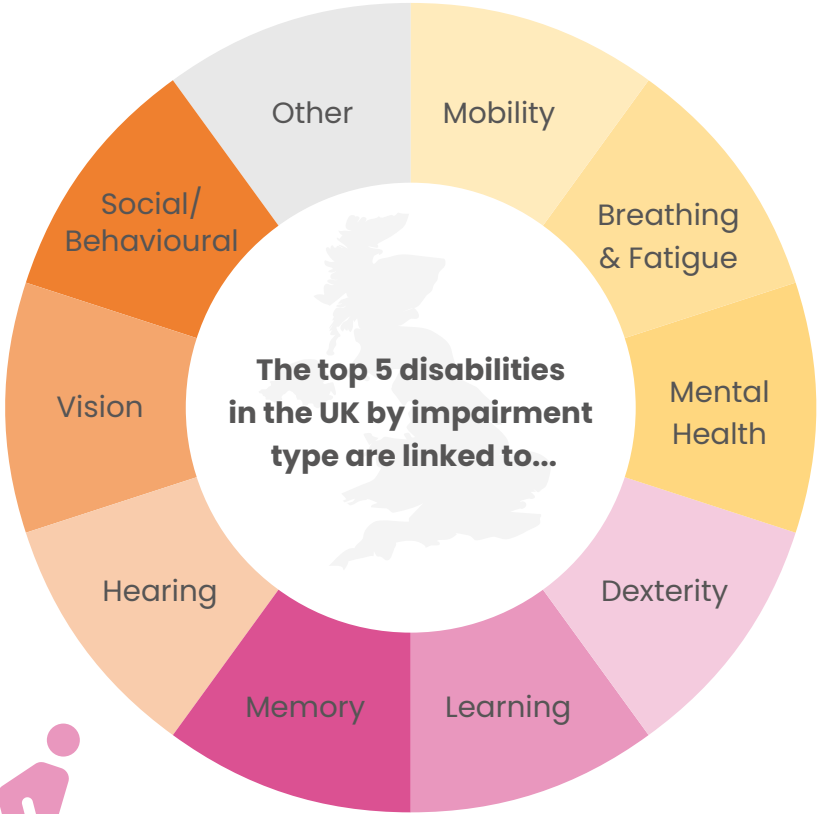 Other
Mobility
Breathing
& Fatigue
Mental
Health
Dexterity
Learning
Memory
Hearing
Vision
Social/
Behavioural
The top 5 disabilities
in the UK by impairment
type are linked to...